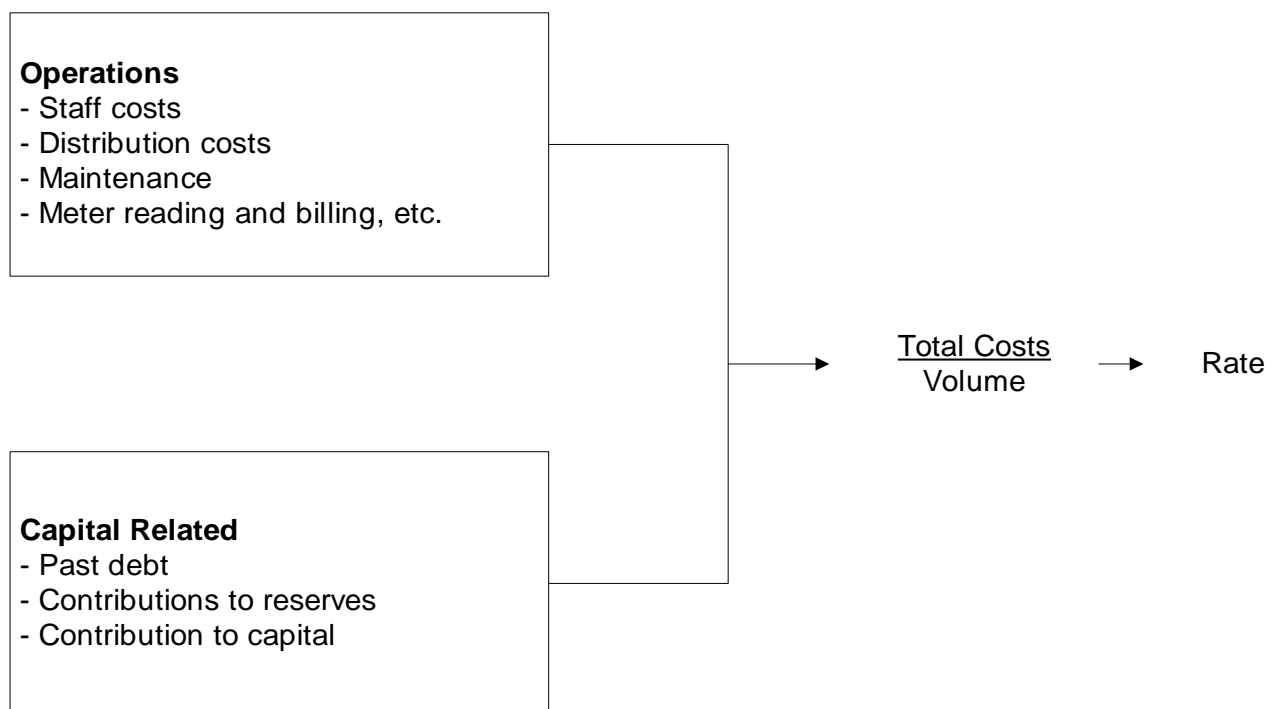 Operations
- Staff costs
- Distribution costs
- Maintenance
- Meter reading and billing, etc.
Total Costs
Volume
Rate
Capital Related
- Past debt
- Contributions to reserves
- Contribution to capital